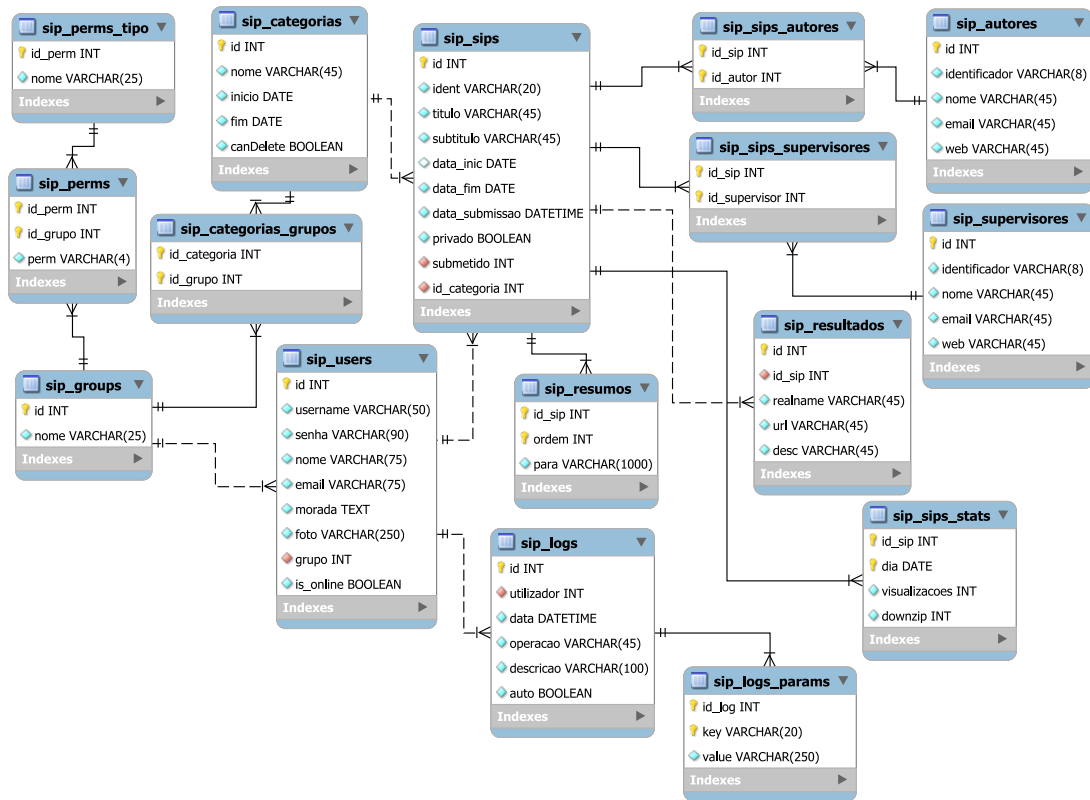 sip_perms_tipo
id_perm INT
nome VARCHAR(25)
Indexes
sip_categorias
id INT
nome VARCHAR(45)
inicio DATE
fim DATE
canDelete BOOLEAN
Indexes
sip_sips
id INT
ident VARCHAR(20)
titulo VARCHAR(45)
subtitulo VARCHAR(45)
data_inic DATE
data_fim DATE
data_submissao DATETIME
privado BOOLEAN
submetido INT
id_categoria INT
Indexes
sip_sips_autores
id_sip INT
id_autor INT
Indexes
sip_autores
id INT
identificador VARCHAR(8)
nome VARCHAR(45)
email VARCHAR(45)
web VARCHAR(45)
Indexes
sip_perms
id_perm INT
id_grupo INT
perm VARCHAR(4)
Indexes
sip_categorias_grupos
id_categoria INT
id_grupo INT
Indexes
sip_sips_supervisores
id_sip INT
id_supervisor INT
Indexes
sip_supervisores
id INT
identificador VARCHAR(8)
nome VARCHAR(45)
email VARCHAR(45)
web VARCHAR(45)
Indexes
sip_groups
id INT
nome VARCHAR(25)
Indexes
sip_users
id INT
username VARCHAR(50)
senha VARCHAR(90)
nome VARCHAR(75)
email VARCHAR(75)
morada TEXT
foto VARCHAR(250)
grupo INT
is_online BOOLEAN
Indexes
sip_resumos
id_sip INT
ordem INT
para VARCHAR(1000)
Indexes
sip_resultados
id INT
id_sip INT
realname VARCHAR(45)
url VARCHAR(45)
desc VARCHAR(45)
Indexes
sip_logs
id INT
utilizador INT
data DATETIME
operacao VARCHAR(45)
descricao VARCHAR(100)
auto BOOLEAN
Indexes
sip_sips_stats
id_sip INT
dia DATE
visualizacoes INT
downzip INT
Indexes
sip_logs_params
id_log INT
key VARCHAR(20)
value VARCHAR(250)
Indexes